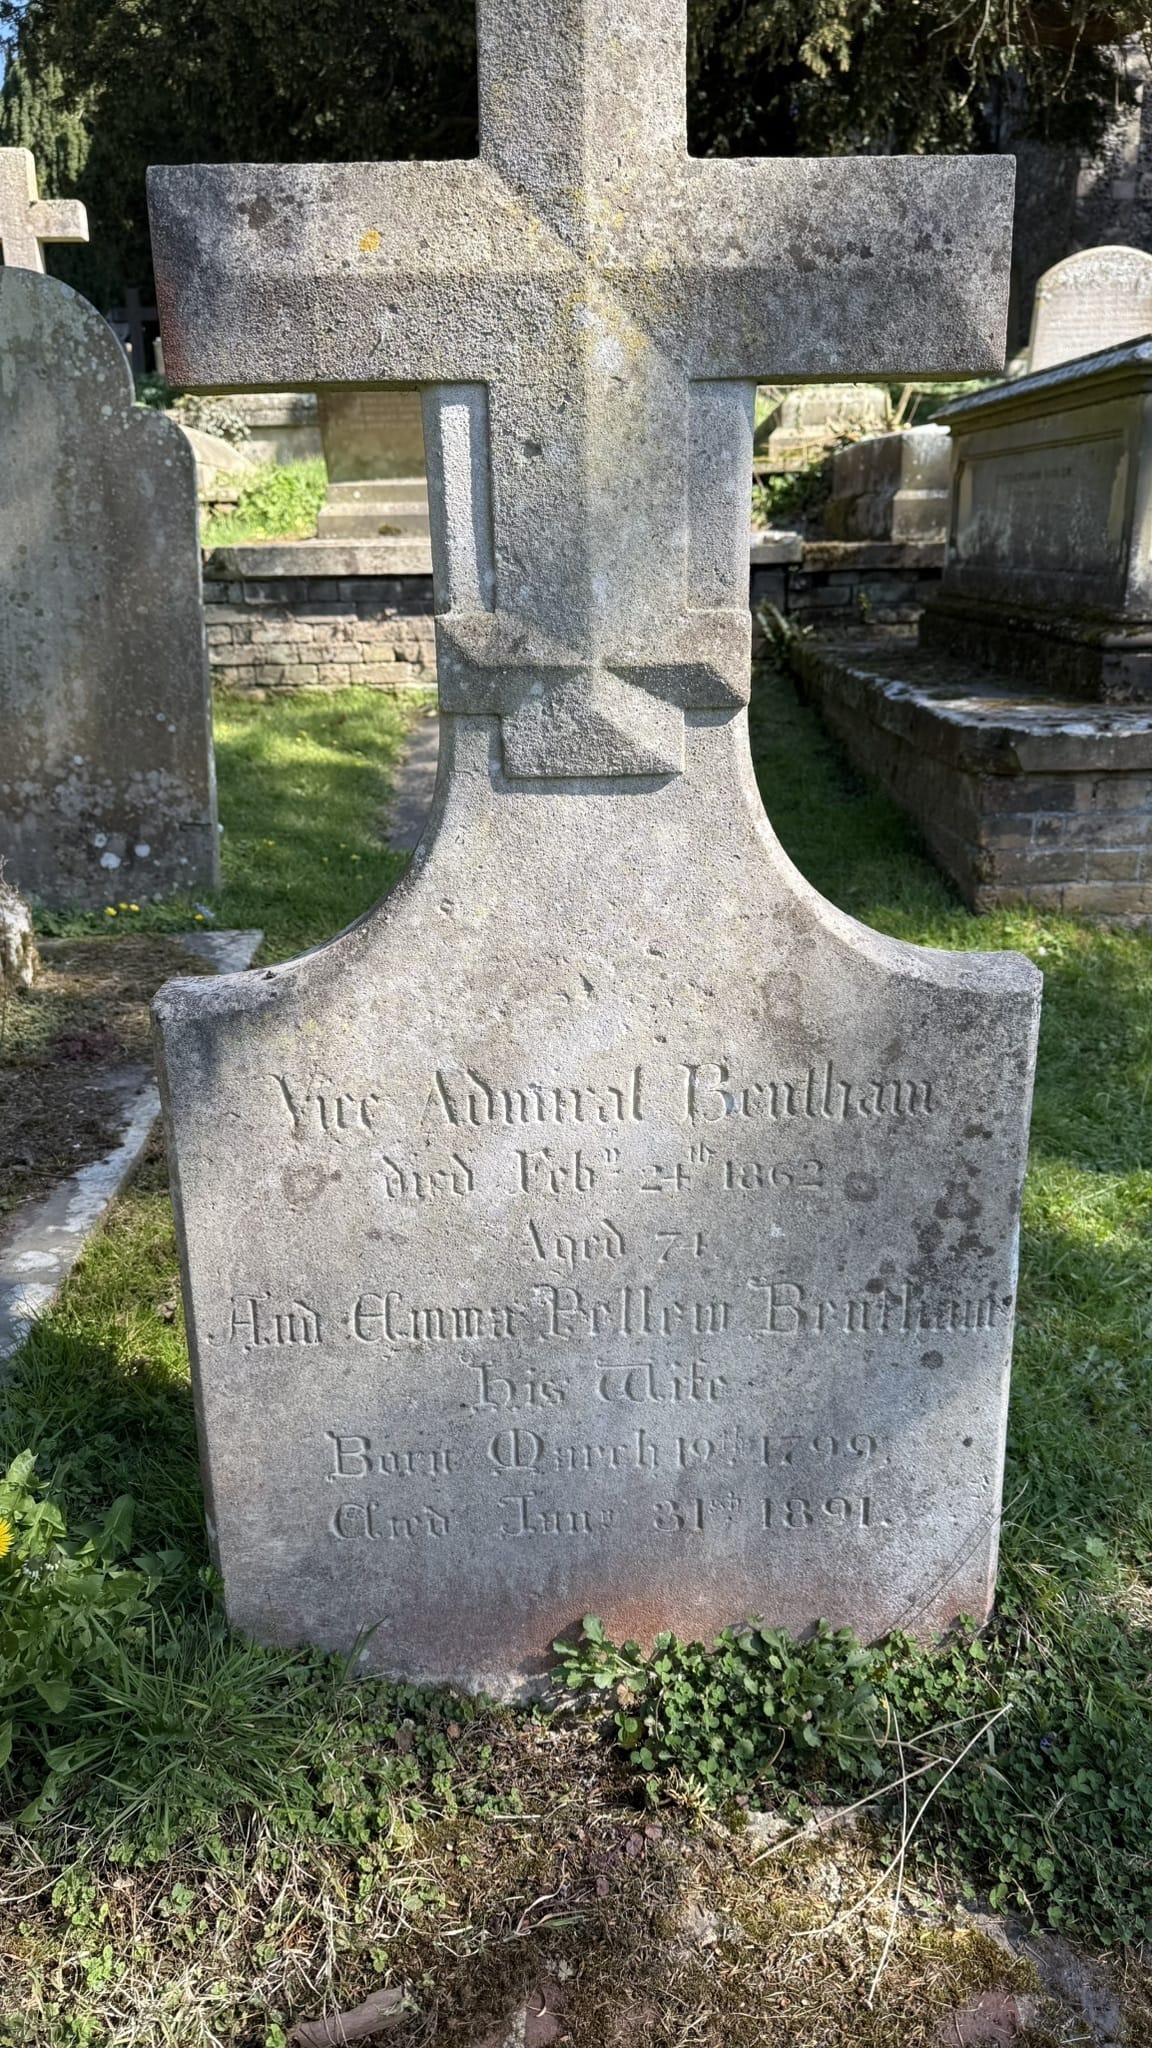 Vice Admiral Bentham
died Feby 24th 1862
Aged 74.
And Emma Pellew Bentham
His Wife
Born March 19th 1799.
Died Jany 31st 1891.